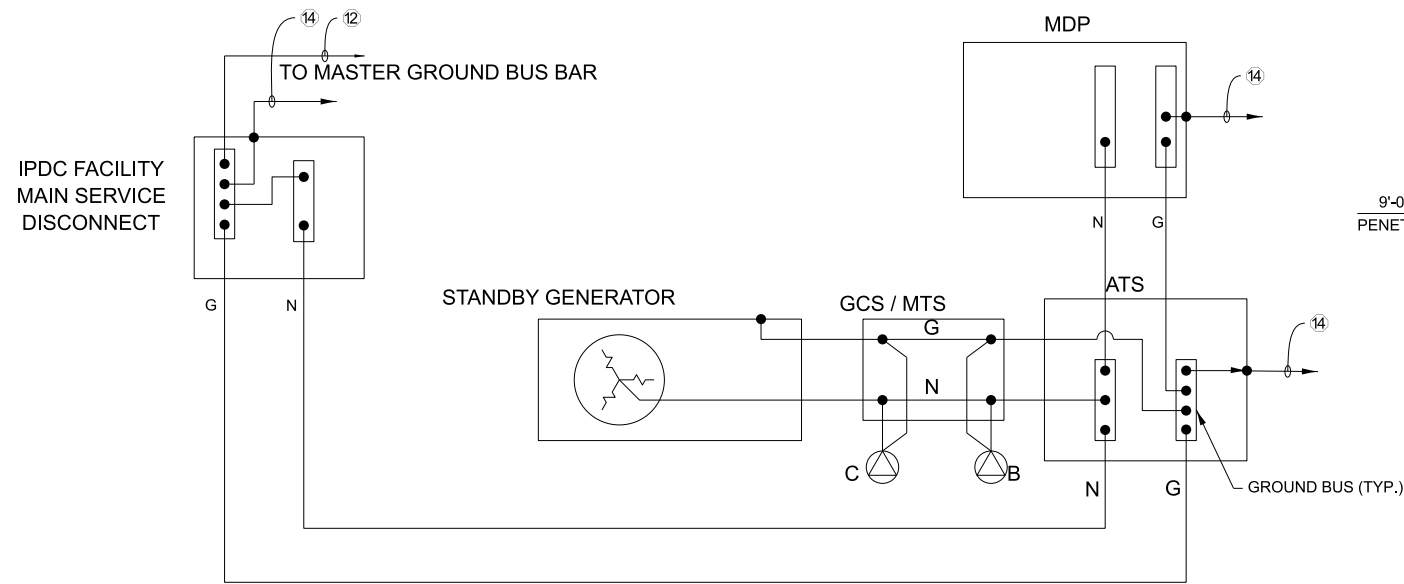 ⑭ ⑫
MDP
TO MASTER GROUND BUS BAR
⑭
IPDC FACILITY
MAIN SERVICE
DISCONNECT
9'-0
N G
ATS
G N
STANDBY GENERATOR
GCS / MTS
G
⑭
N
C B
N G
GROUND BUS (TYP.)